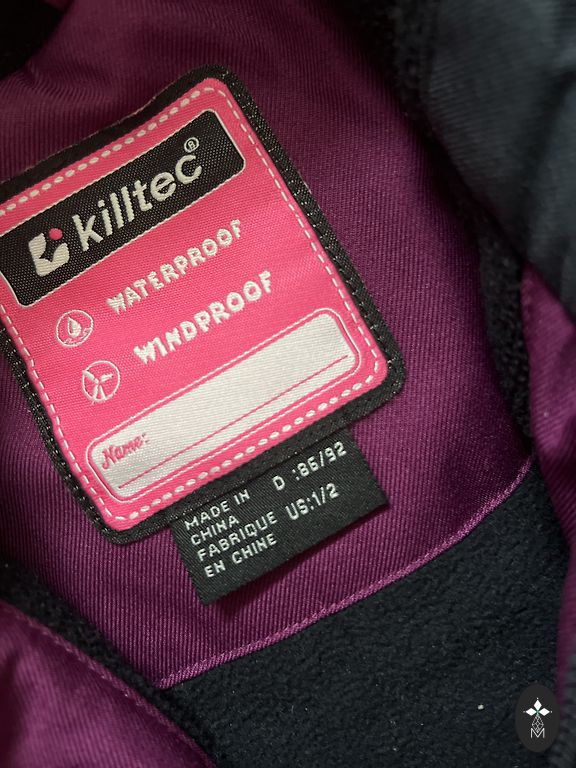 killtec®
WATERPROOF
WINDPROOF
Name:
MADE IN
CHINA
FABRIQUE
EN CHINE
D :86/92
US:1/2
M